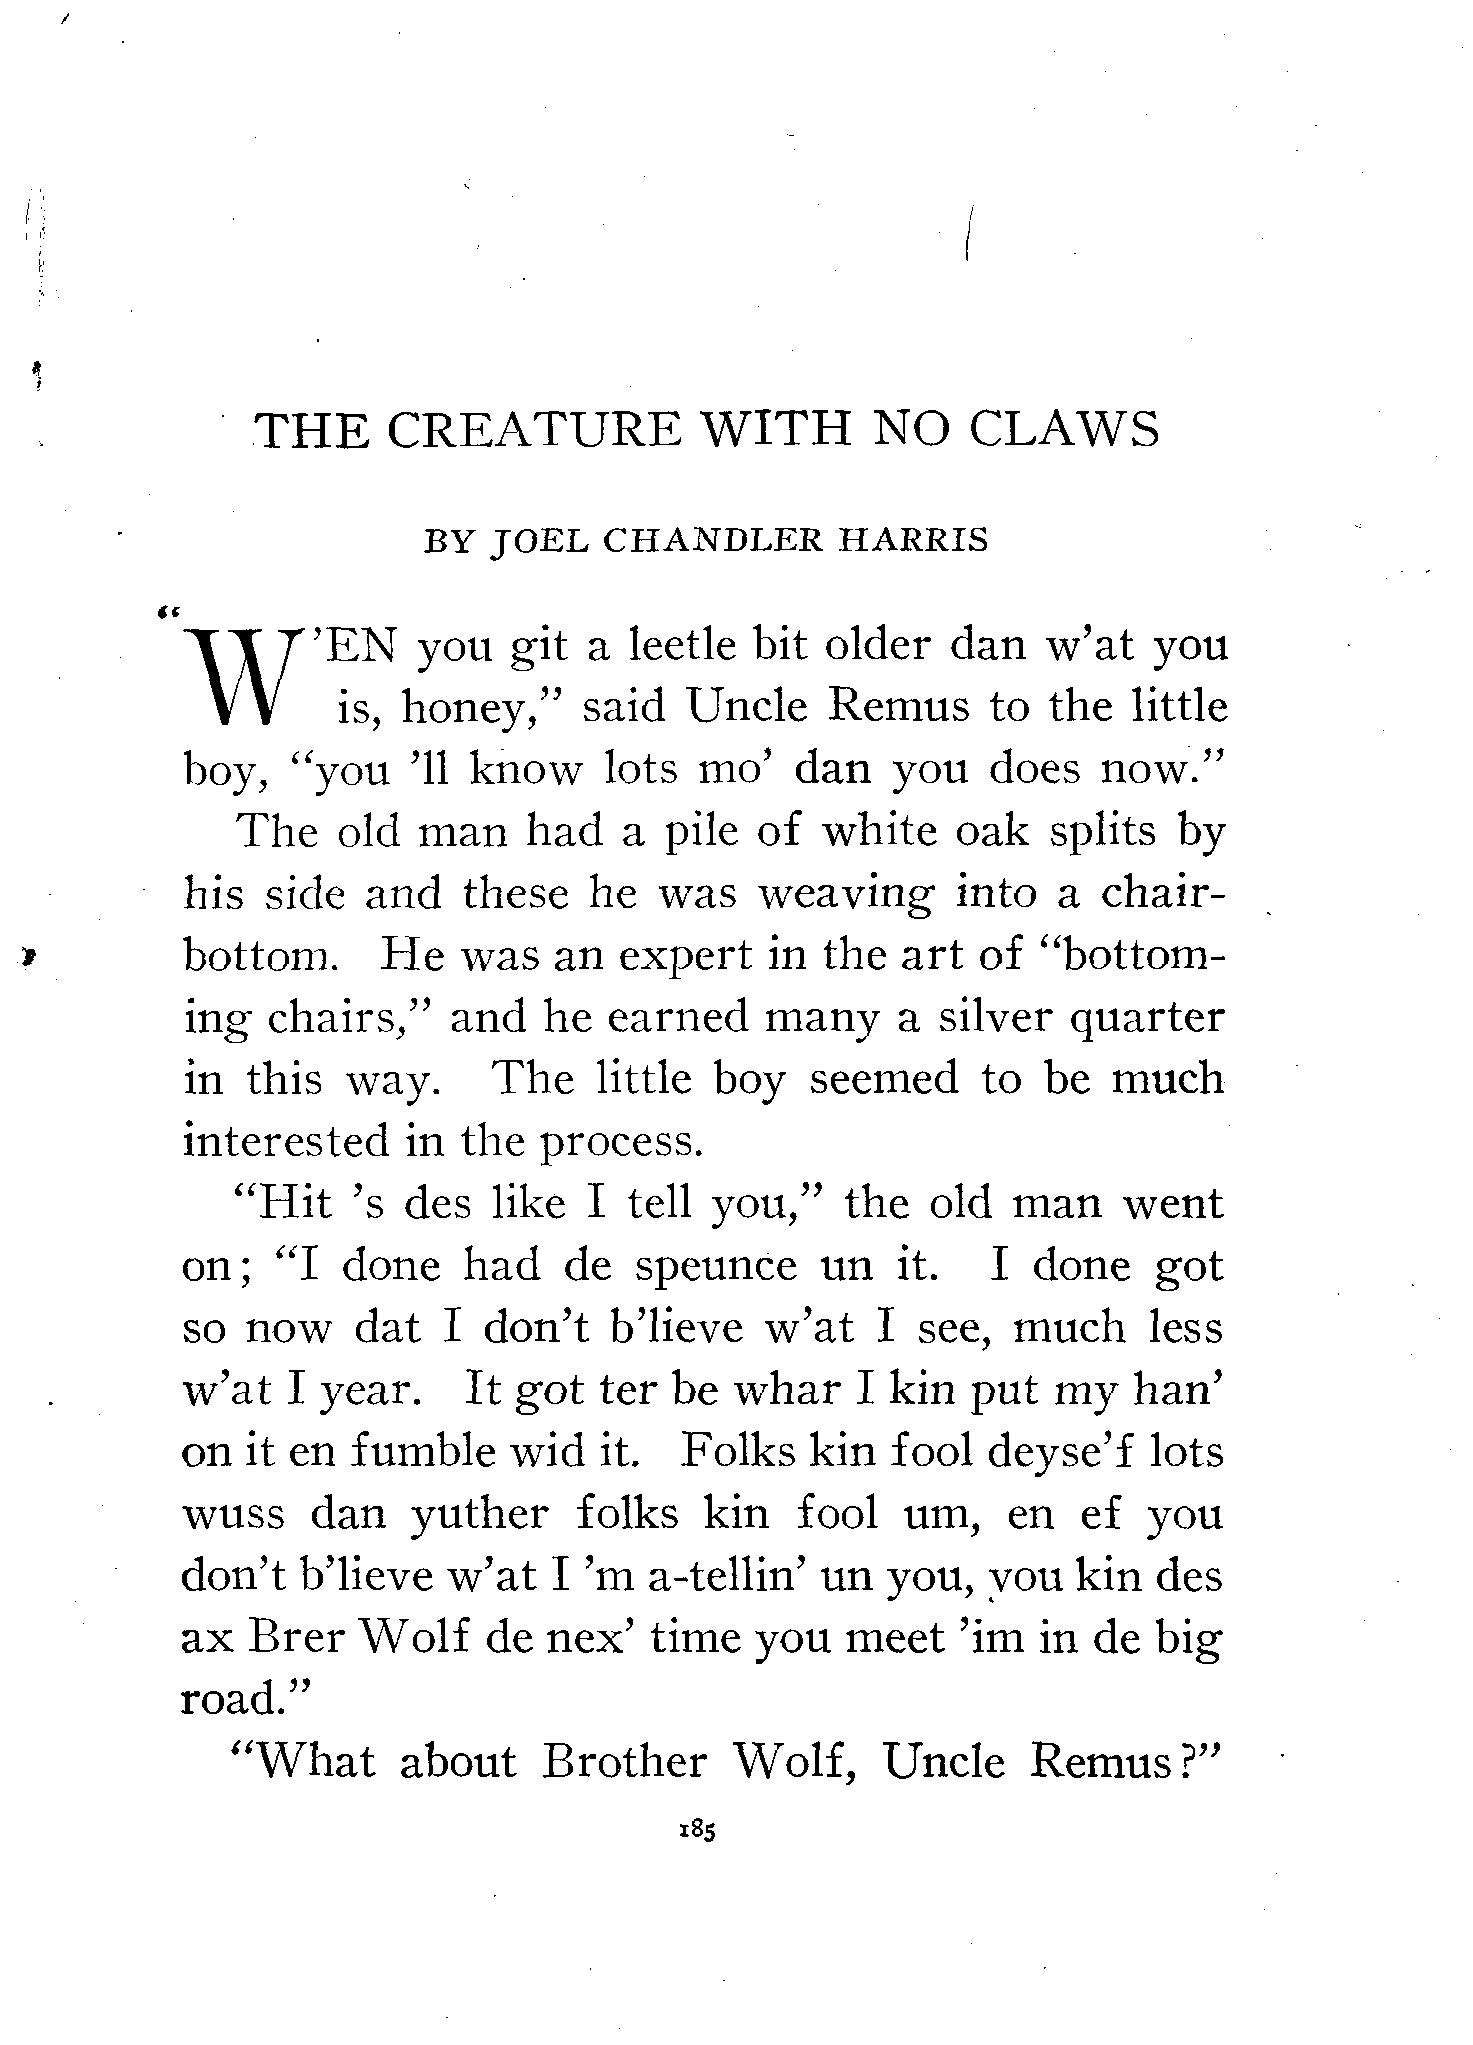 THE CREATURE WITH NO CLAWS
BY JOEL CHANDLER HARRIS
“W’EN you git a leetle bit older dan w’at you
is, honey,” said Uncle Remus to the little
boy, “you ’ll know lots mo’ dan you does now.”
The old man had a pile of white oak splits by
his side and these he was weaving into a chair-
bottom. He was an expert in the art of “bottom-
ing chairs,” and he earned many a silver quarter
in this way. The little boy seemed to be much
interested in the process.
“Hit ’s des like I tell you,” the old man went
on; “I done had de speunce un it. I done got
so now dat I don’t b’lieve w’at I see, much less
w’at I year. It got ter be whar I kin put my han’
on it en fumble wid it. Folks kin fool deyse’f lots
wuss dan yuther folks kin fool um, en ef you
don’t b’lieve w’at I ’m a-tellin’ un you, you kin des
ax Brer Wolf de nex’ time you meet ’im in de big
road.”
“What about Brother Wolf, Uncle Remus?”
185